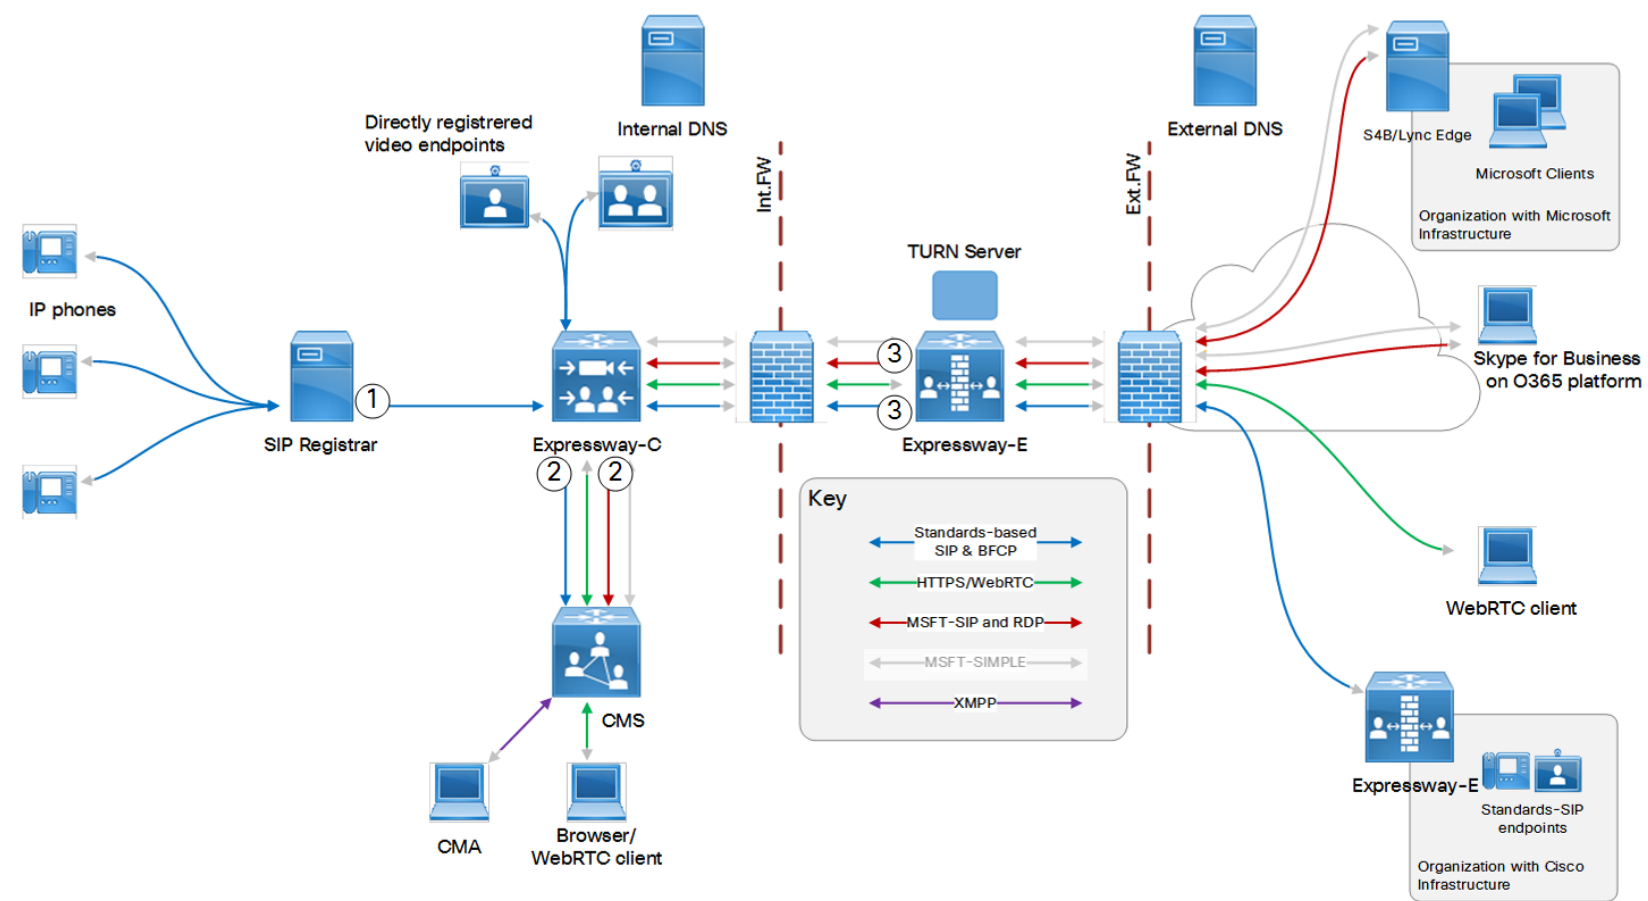 Internal DNS
External DNS
Directly registrered
video endpoints
Int.FW
Ext.FW
S4B/Lync Edge
Microsoft Clients
Organization with Microsoft
Infrastructure
TURN Server
IP phones
Skype for Business
on O365 platform
1
3
3
SIP Registrar
Expressway-C
Expressway-E
2
2
Key
Standards-based
SIP & BFCP
HTTPS/WebRTC
MSFT-SIP and RDP
MSFT-SIMPLE
XMPP
WebRTC client
CMS
CMA
Browser/
WebRTC client
Expressway-E
Standards-SIP
endpoints
Organization with Cisco
Infrastructure